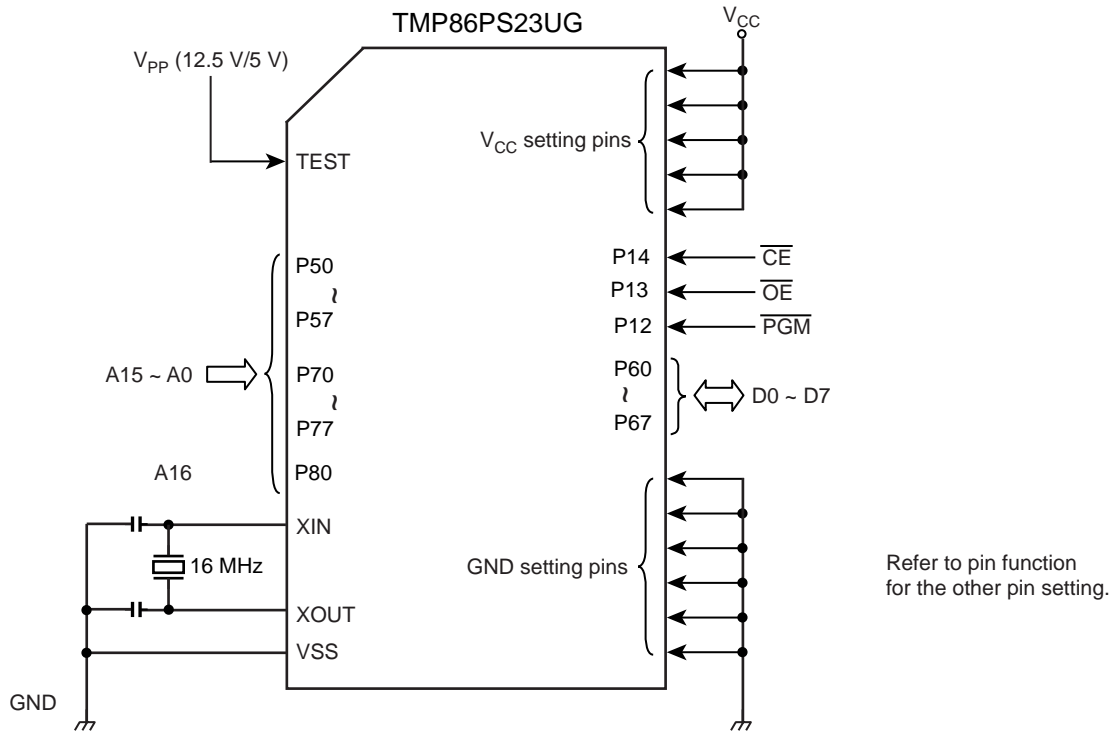 TMP86PS23UG
VCC
VPP (12.5 V/5 V)
VCC setting pins
TEST
P50
~
P57
A15 ~ A0
P70
~
P77
A16
P80
XIN
16 MHz
XOUT
VSS
GND
P14
CE
P13
OE
P12
PGM
P60
~
P67
D0 ~ D7
GND setting pins
Refer to pin function
for the other pin setting.